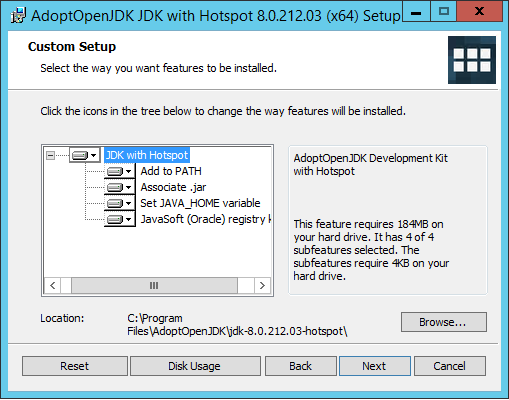 AdoptOpenJDK JDK with Hotspot 8.0.212.03 (x64) Setup
Custom Setup
Select the way you want features to be installed.
Click the icons in the tree below to change the way features will be installed.
JDK with Hotspot
Add to PATH
Associate .jar
Set JAVA_HOME variable
JavaSoft (Oracle) registry
AdoptOpenJDK Development Kit
with Hotspot
This feature requires 184MB on
your hard drive. It has 4 of 4
subfeatures selected. The
subfeatures require 4KB on your
hard drive.
Location:
C:\Program
Files\AdoptOpenJDK\jdk-8.0.212.03-hotspot\
Browse...
Reset
Disk Usage
Back
Next
Cancel